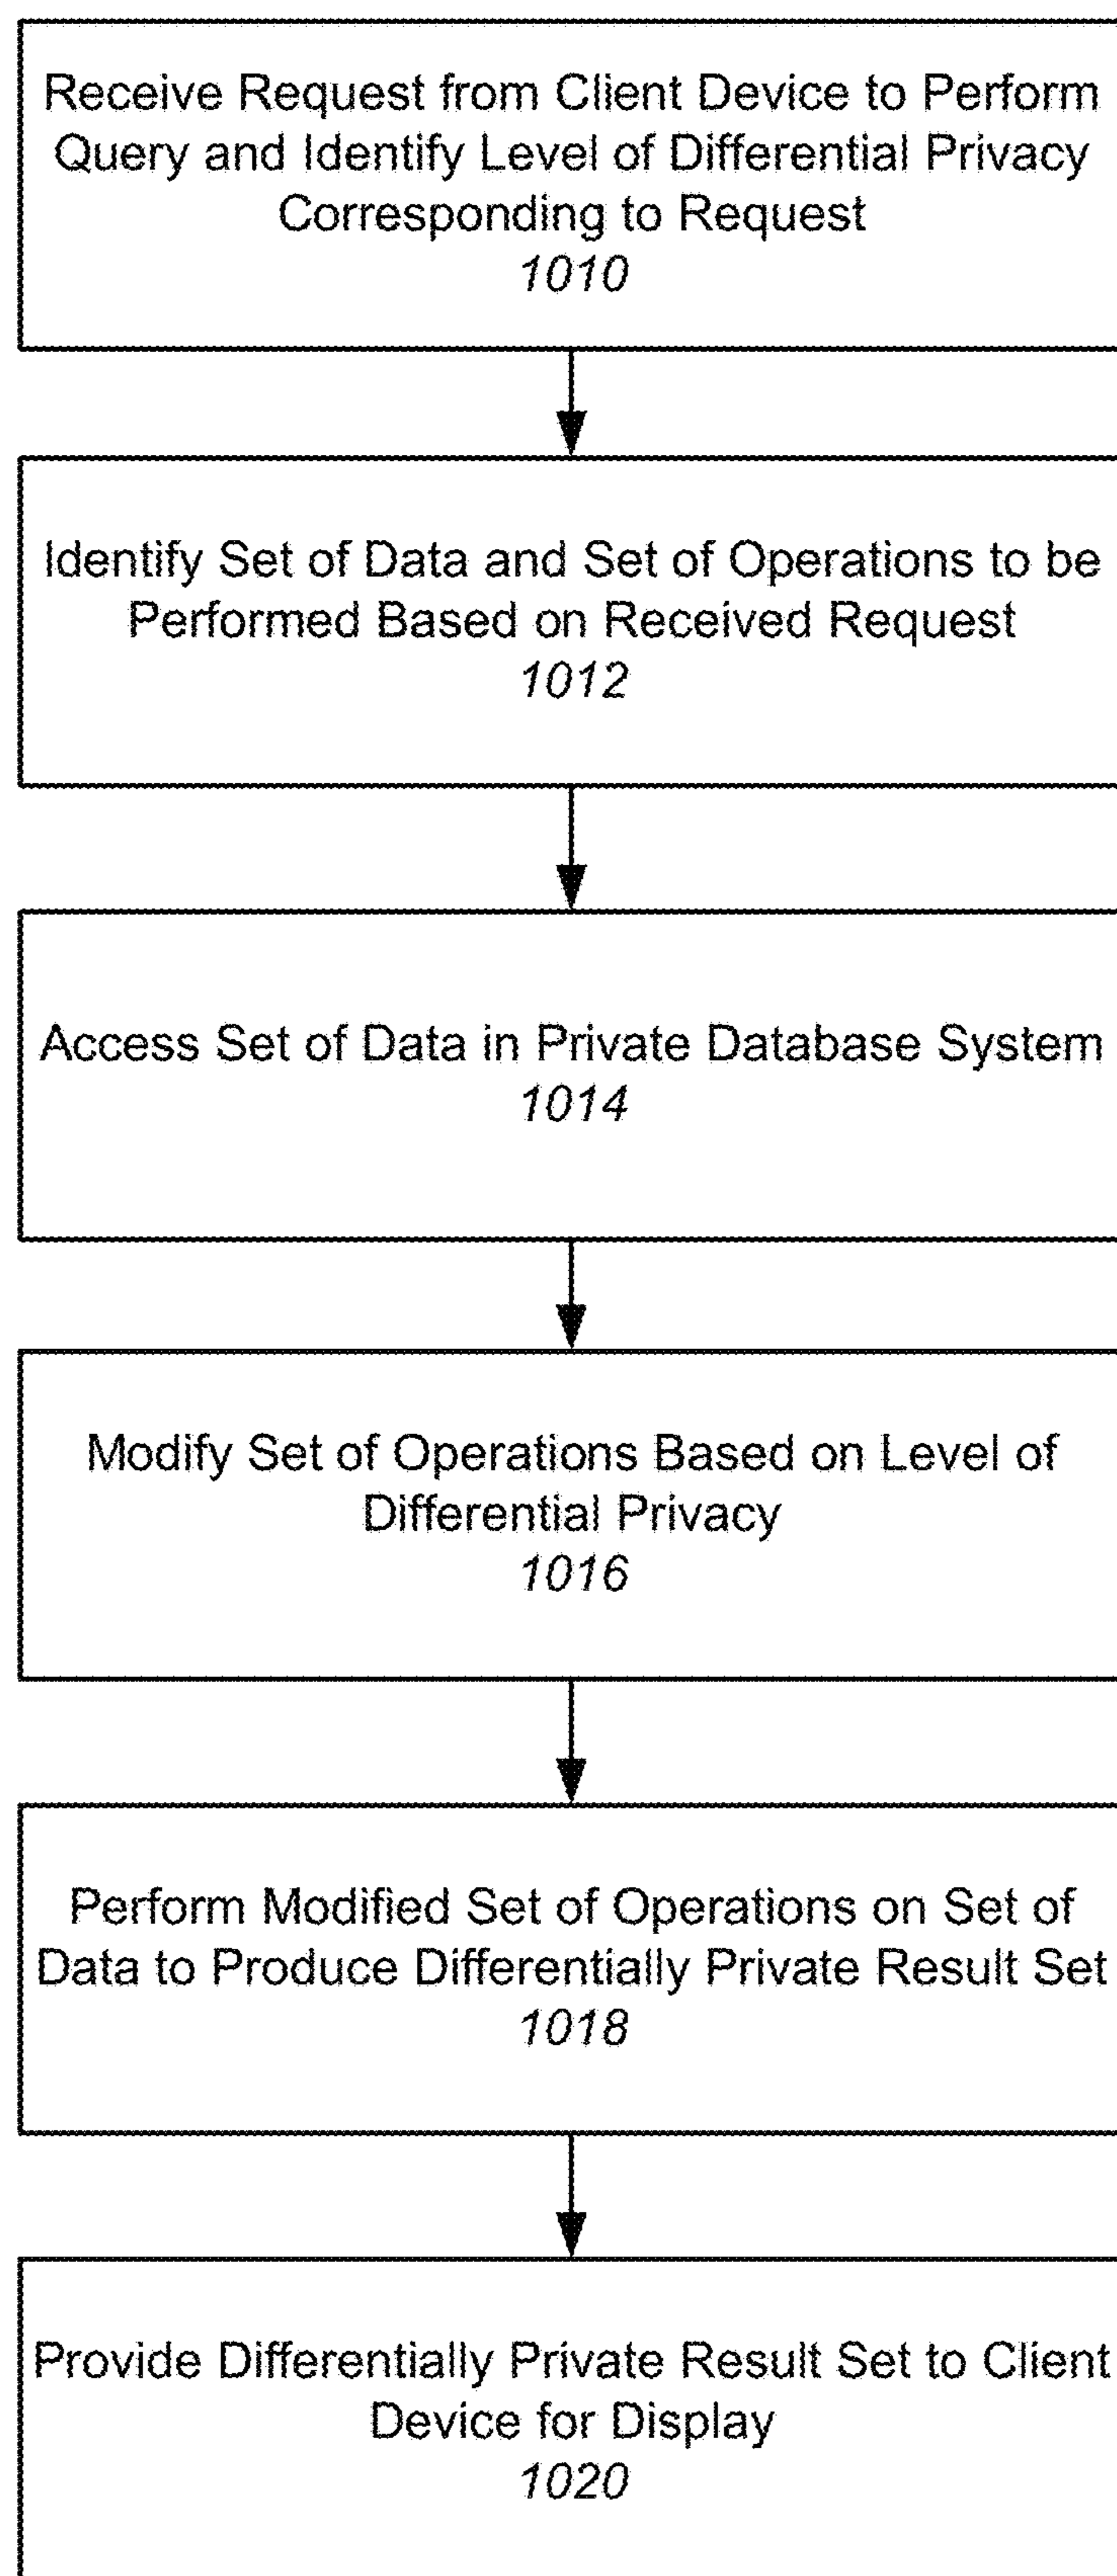 Receive Request from Client Device to Perform
Query and Identify Level of Differential Privacy
Corresponding to Request
1010
Identify Set of Data and Set of Operations to be
Performed Based on Received Request
1012
Access Set of Data in Private Database System
1014
Modify Set of Operations Based on Level of
Differential Privacy
1016
Perform Modified Set of Operations on Set of
Data to Produce Differentially Private Result Set
1018
Provide Differentially Private Result Set to Client
Device for Display
1020